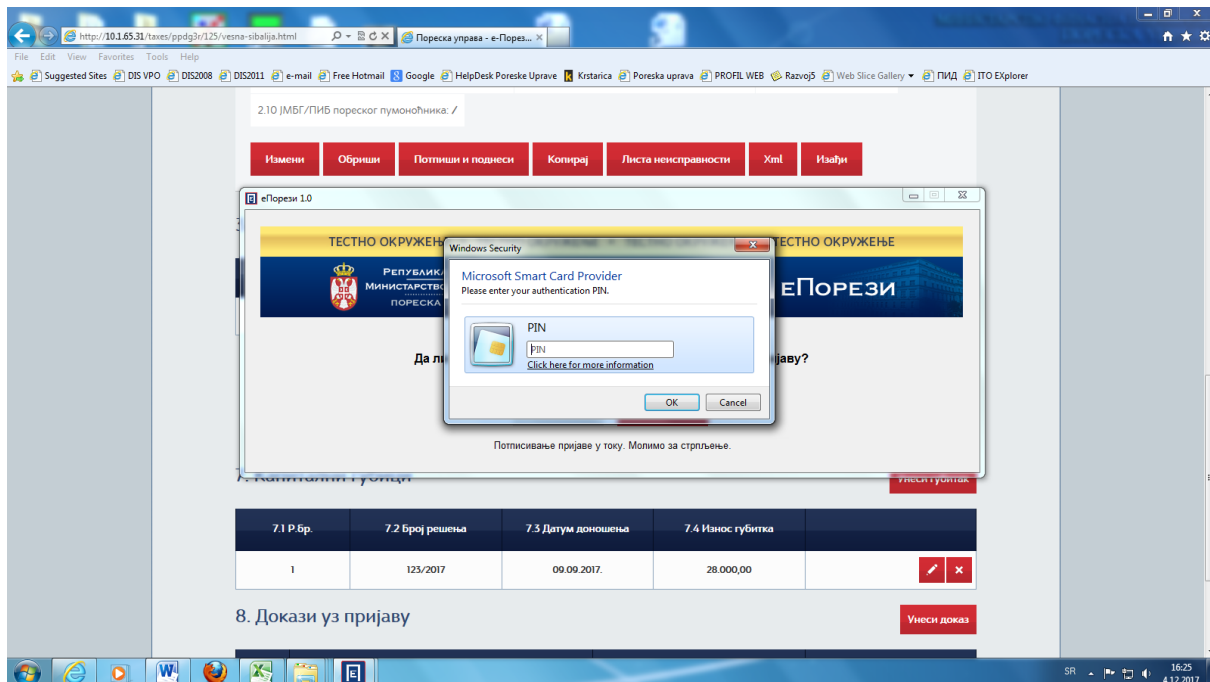 http://10.1.65.31/taxes/ppdg3r/125/vesna-sibalija.html
Пореска управа - е-Порез...
File Edit View Favorites Tools Help
Suggested Sites DIS VPO DIS2008 DIS2011 e-mail Free Hotmail Google HelpDesk Poreske Uprave Krstarica Poreska uprava PROFIL WEB Razvoj5 Web Slice Gallery ПИД ITO EXplorer
2.10 ЈМБГ/ПИБ пореског пумоноћника: /
Измени Обриши Потпиши и поднеси Копирај Листа неисправности Xml Изађи
еПорези 1.0
ТЕСТНО ОКРУЖЕЊ ТЕСТНО ОКРУЖЕЊЕ
Републик
Министарство
ПОРЕСКА
еПорези
Windows Security
Microsoft Smart Card Provider
Please enter your authentication PIN.
PIN
PIN
Click here for more information
OK Cancel
Да ли јаву?
Потписивање пријаве у току. Молимо за стрпљење.
7. Капитални губици
Унеси губитак
7.1 Р.бр. 7.2 Број решења 7.3 Датум доношења 7.4 Износ губитка
1 123/2017 09.09.2017. 28.000,00
8. Докази уз пријаву
Унеси доказ
SR 16:25
4.12.2017